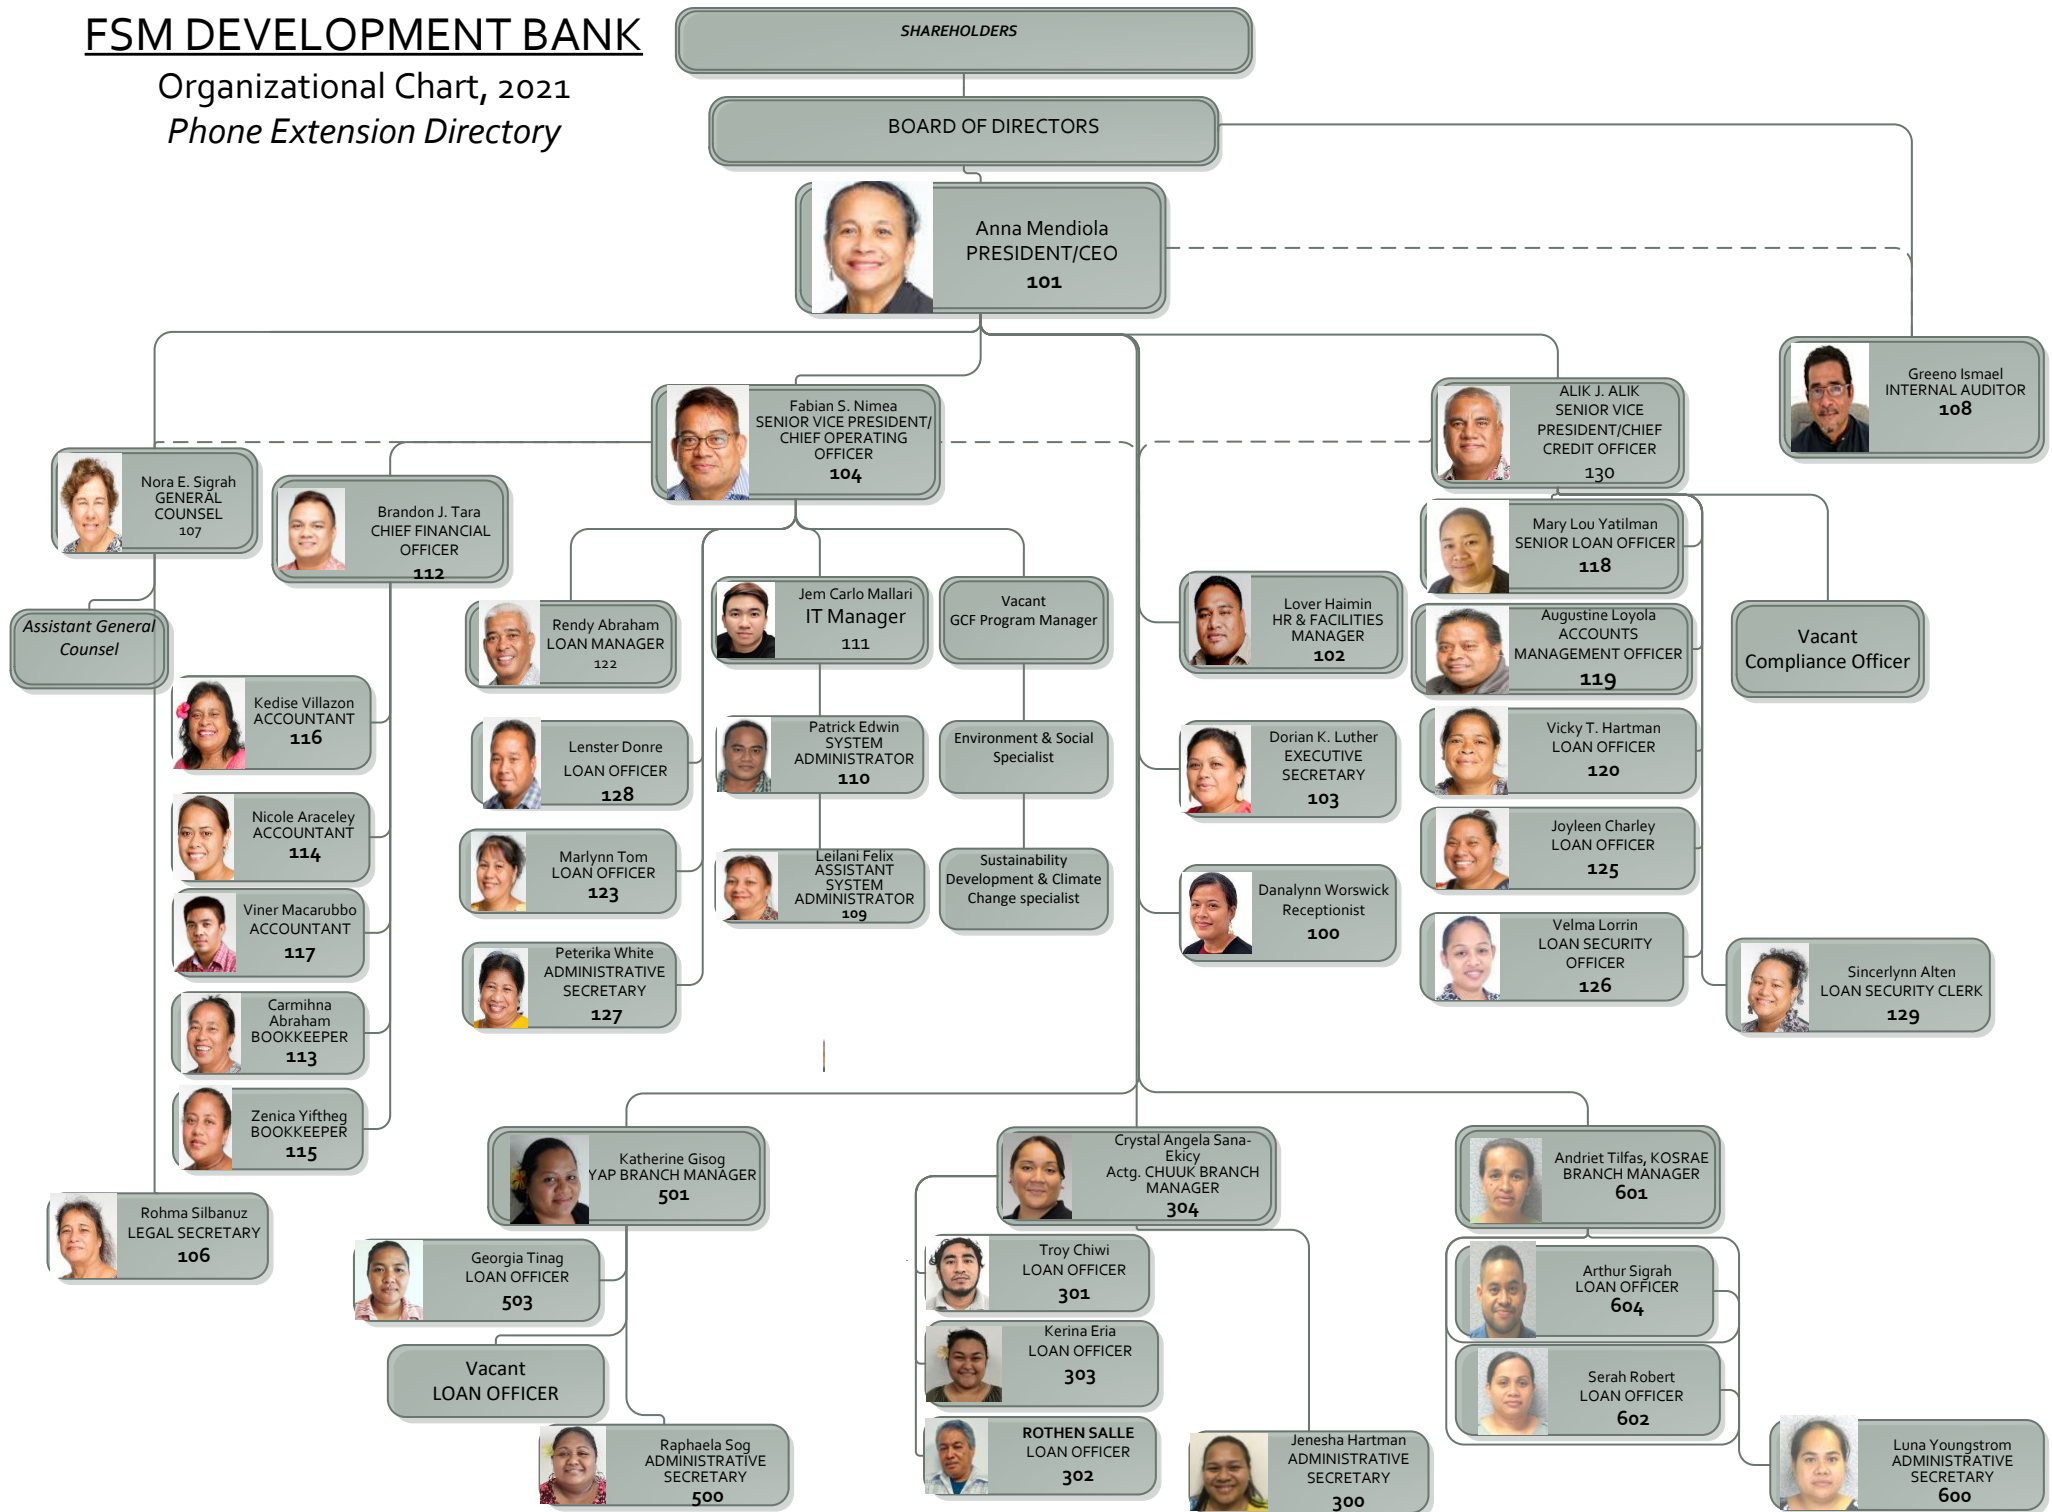 FSM DEVELOPMENT BANK
Organizational Chart, 2021
Phone Extension Directory
SHAREHOLDERS
BOARD OF DIRECTORS
Anna Mendiola
PRESIDENT/CEO
101
Greeno Ismael
INTERNAL AUDITOR
108
Fabian S. Nimea
SENIOR VICE PRESIDENT/
CHIEF OPERATING
OFFICER
104
ALIK J. ALIK
SENIOR VICE
PRESIDENT/CHIEF
CREDIT OFFICER
130
Nora E. Sigrah
GENERAL
COUNSEL
107
Brandon J. Tara
CHIEF FINANCIAL
OFFICER
112
Assistant General
Counsel
Kedise Villazon
ACCOUNTANT
116
Nicole Araceley
ACCOUNTANT
114
Viner Macarubbo
ACCOUNTANT
117
Carmihna
Abraham
BOOKKEEPER
113
Zenica Yiftheg
BOOKKEEPER
115
Rohma Silbanuz
LEGAL SECRETARY
106
Rendy Abraham
LOAN MANAGER
122
Lenster Donre
LOAN OFFICER
128
Marlynn Tom
LOAN OFFICER
123
Peterika White
ADMINISTRATIVE
SECRETARY
127
Jem Carlo Mallari
IT Manager
111
Patrick Edwin
SYSTEM
ADMINISTRATOR
110
Leilani Felix
ASSISTANT
SYSTEM
ADMINISTRATOR
109
Vacant
GCF Program Manager
Environment & Social
Specialist
Sustainability
Development & Climate
Change specialist
Lover Haimin
HR & FACILITIES
MANAGER
102
Dorian K. Luther
EXECUTIVE
SECRETARY
103
Danalynn Worswick
Receptionist
100
Mary Lou Yatilman
SENIOR LOAN OFFICER
118
Augustine Loyola
ACCOUNTS
MANAGEMENT OFFICER
119
Vicky T. Hartman
LOAN OFFICER
120
Joyleen Charley
LOAN OFFICER
125
Velma Lorrin
LOAN SECURITY
OFFICER
126
Vacant
Compliance Officer
Sincerlynn Alten
LOAN SECURITY CLERK
129
Katherine Gisog
YAP BRANCH MANAGER
501
Georgia Tinag
LOAN OFFICER
503
Vacant
LOAN OFFICER
Raphaela Sog
ADMINISTRATIVE
SECRETARY
500
Crystal Angela Sana-
Ekicy
Actg. CHUUK BRANCH
MANAGER
304
Troy Chiwi
LOAN OFFICER
301
Kerina Eria
LOAN OFFICER
303
ROTHEN SALLE
LOAN OFFICER
302
Jenesha Hartman
ADMINISTRATIVE
SECRETARY
300
Andriet Tilfas, KOSRAE
BRANCH MANAGER
601
Arthur Sigrah
LOAN OFFICER
604
Serah Robert
LOAN OFFICER
602
Luna Youngstrom
ADMINISTRATIVE
SECRETARY
600